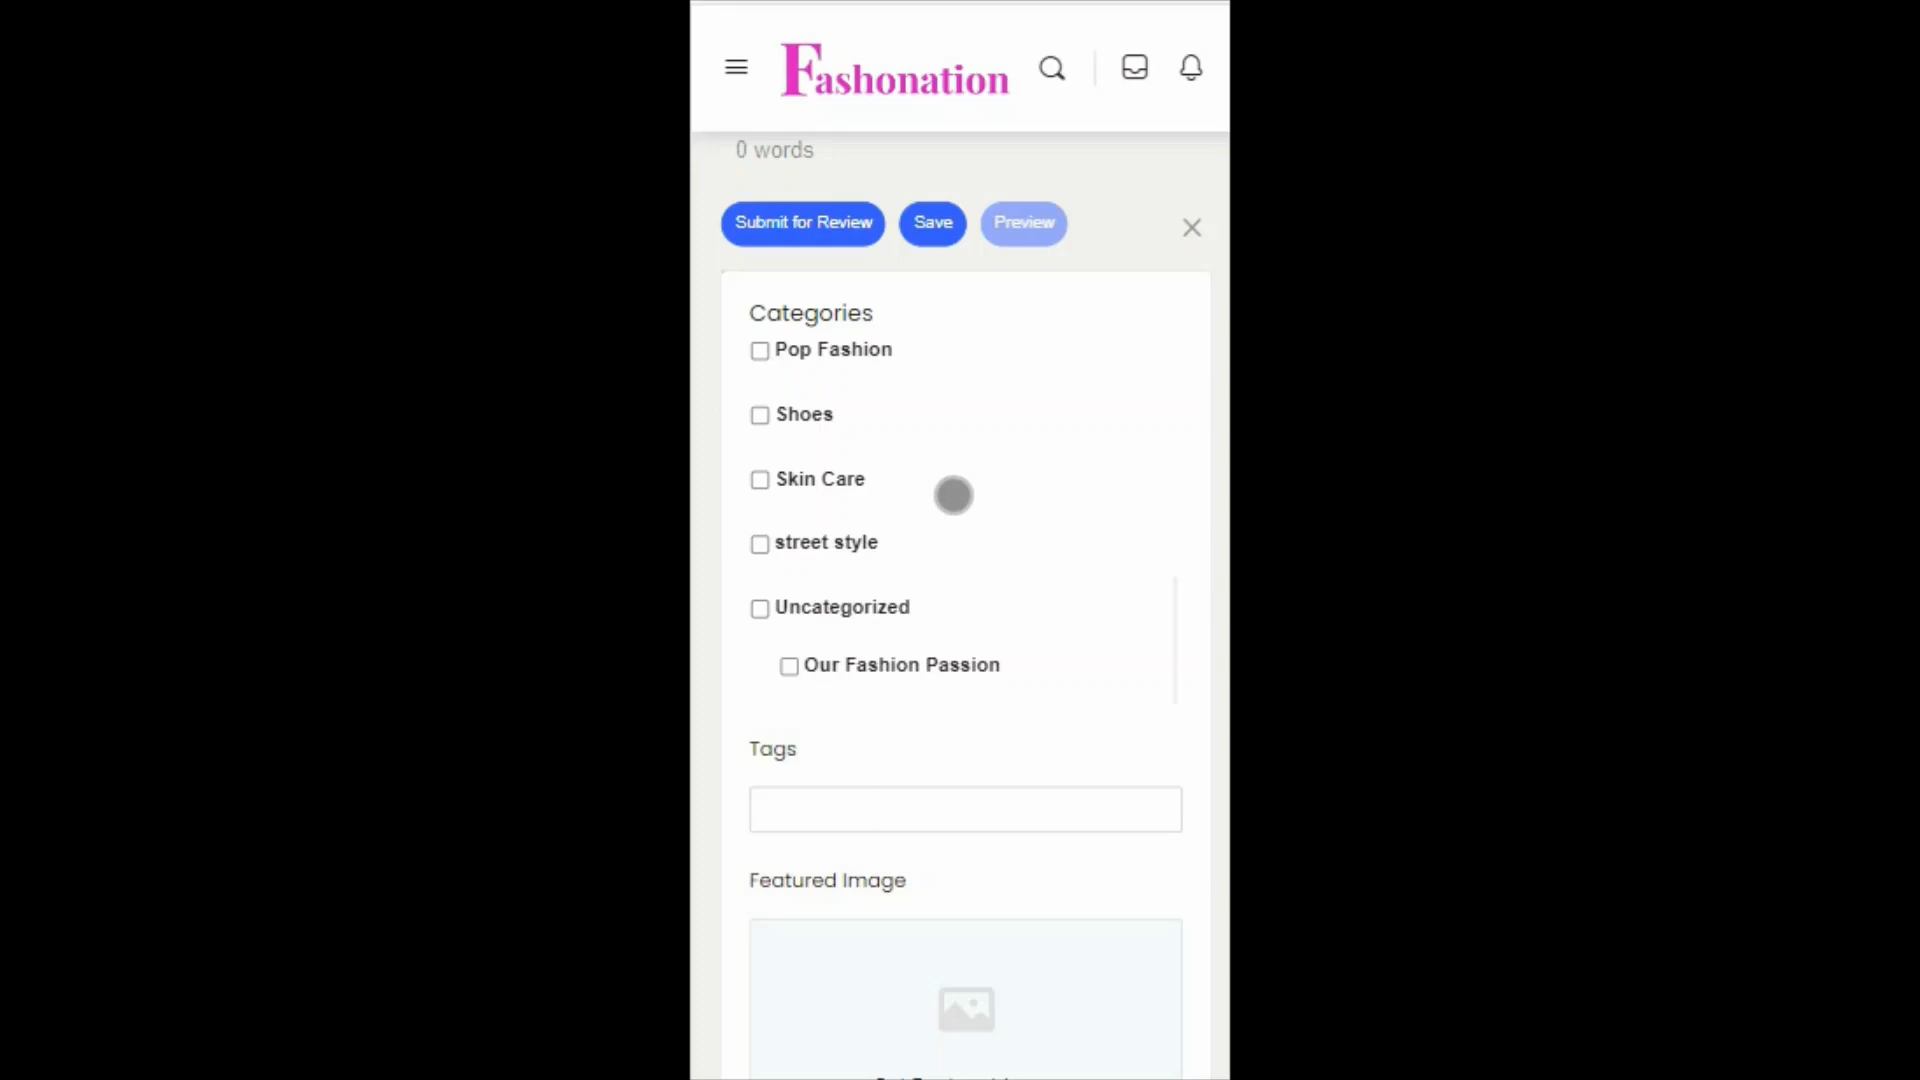 Fashonation
0 words
Submit for Review Save Preview
Categories
Pop Fashion
Shoes
Skin Care
street style
Uncategorized
Our Fashion Passion
Tags
Featured Image